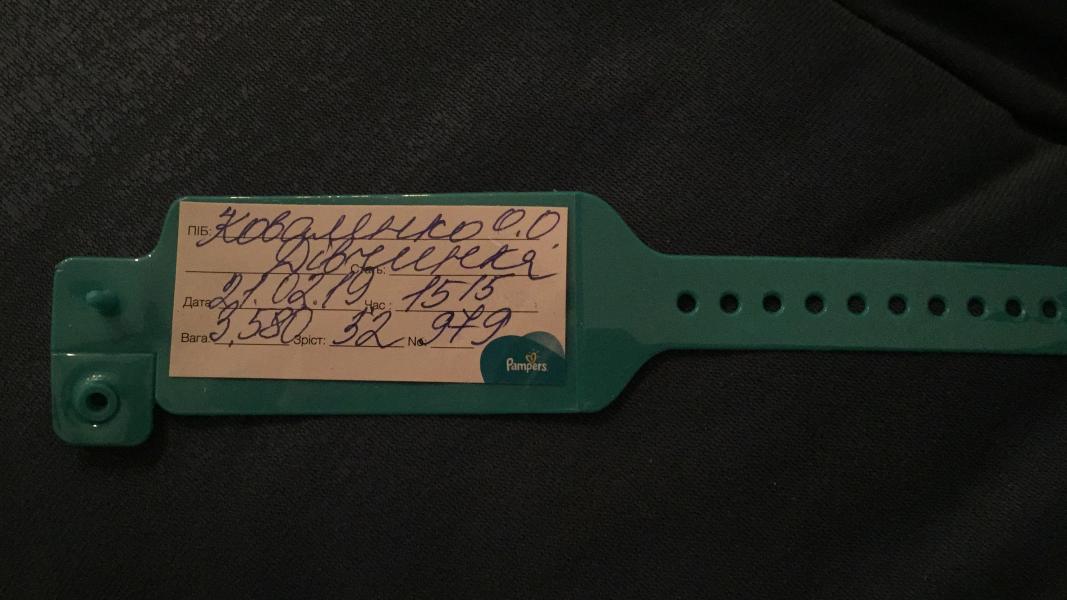 ПІБ: Коваленко О.О
Стать: Дівчинка
Дата 21.02.19 Час: 15 15
Вага: 3,580 Зріст: 52 No. 979
Pampers